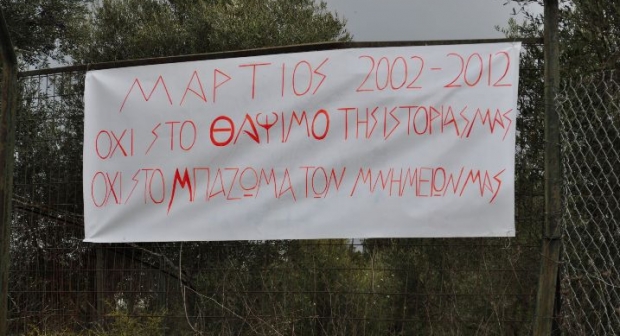 ΜΑΡΤΙΟΣ 2002-2012
ΟΧΙ ΣΤΟ ΘΑΨΙΜΟ ΤΗΣ ΙΣΤΟΡΙΑΣ ΜΑΣ
ΟΧΙ ΣΤΟ ΜΠΑΖΩΜΑ ΤΩΝ ΜΝΗΜΕΙΩΝ ΜΑΣ